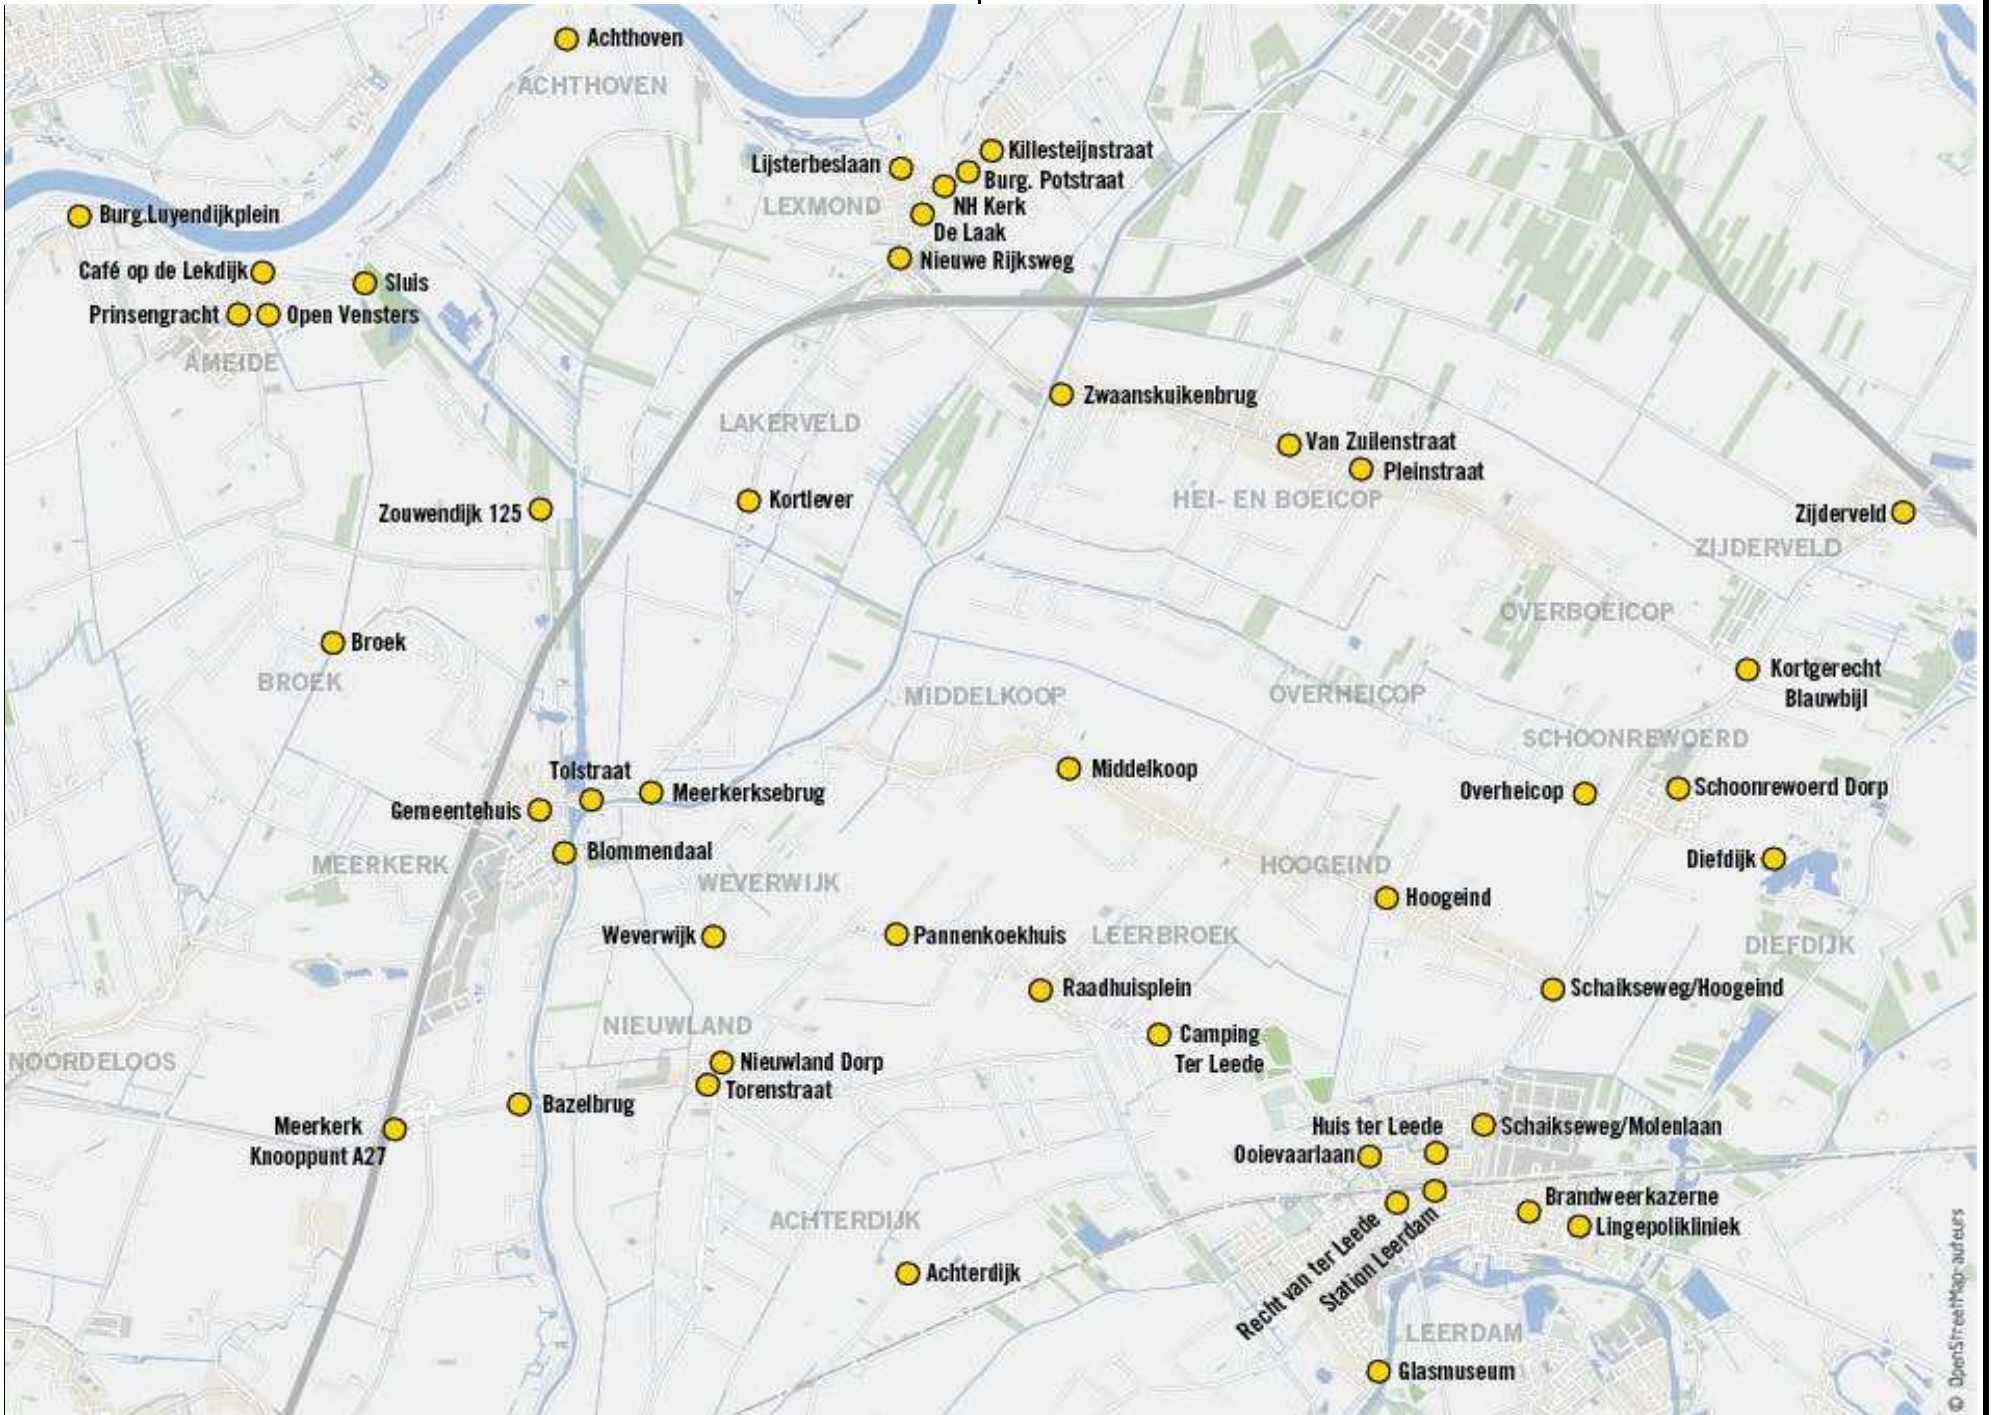 Achthoven
ACHTHOVEN
Killesteijnstraat
Lijsterbeslaan
Burg. Potstraat
LEXMOND
NH Kerk
De Laak
Nieuwe Rijksweg
Burg.Luyendijkplein
Café op de Lekdijk
Sluis
Prinsengracht
Open Vensters
AMEIDE
Zwaanskuikenbrug
LAKERVELD
Van Zuilenstraat
Pleinstraat
HEI- EN BOEICOP
Kortlever
Zouwendijk 125
Zijderveld
ZIJDERVELD
OVERBOEICOP
Broek
BROEK
Kortgerecht
Blauwbijl
MIDDELKOOP
OVERHEICOP
SCHOONREWOERD
Tolstraat
Middelkoop
Meerkerksebrug
Overheicop
Schoonrewoerd Dorp
Gemeentehuis
Blommendaal
Diefdijk
MEERKERK
HOOGEIND
WEVERWIJK
Hoogeind
Weverwijk
Pannenkoekhuis
LEERBROEK
DIEFDIJK
Raadhuisplein
Schaikseweg/Hoogeind
NIEUWLAND
Camping
Ter Leede
NOORDELOOS
Nieuwland Dorp
Torenstraat
Bazelbrug
Meerkerk
Knooppunt A27
Huis ter Leede
Schaikseweg/Molenlaan
Ooievaarlaan
Brandweerkazerne
Lingepolikliniek
ACHTERDIJK
Recht van ter Leede
Station Leerdam
Achterdijk
LEERDAM
Glasmuseum
© OpenStreetMap-auteurs